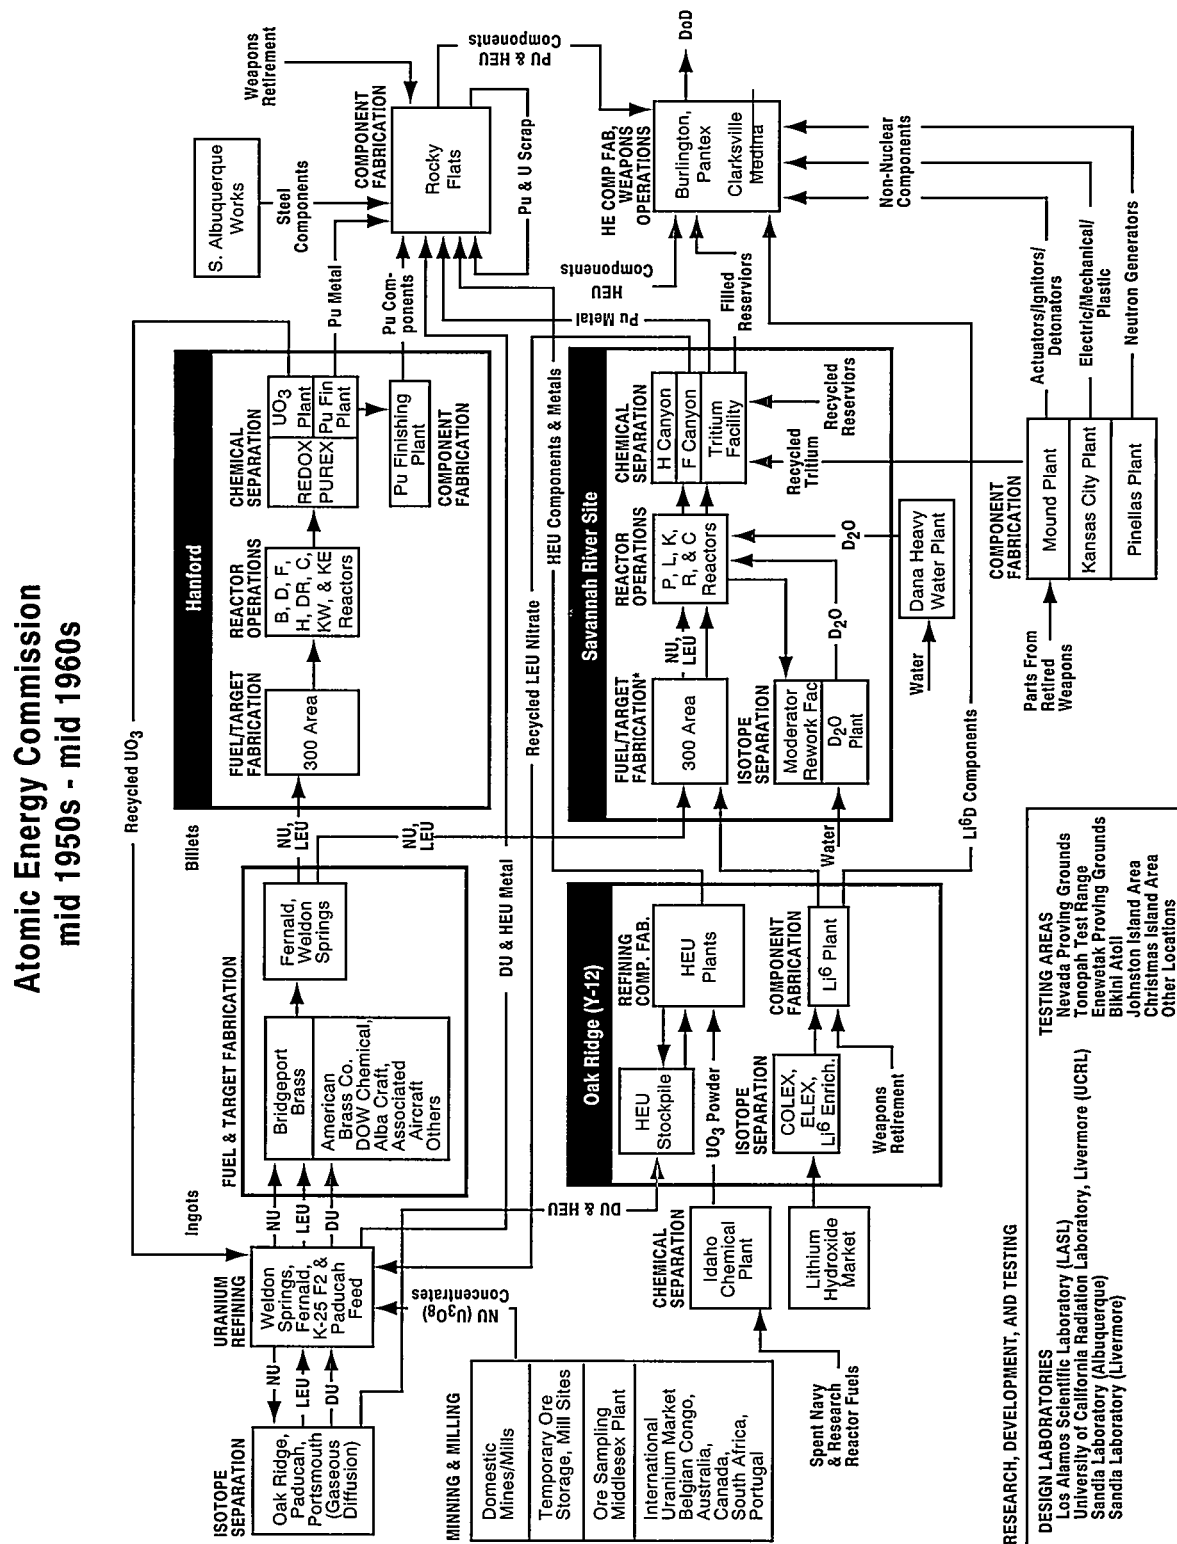 Atomic Energy Commission
mid 1950s - mid 1960s
Recycled UO3
Ingots
Billets
ISOTOPE
SEPARATION
Oak Ridge,
Paducah,
Portsmouth
(Gaseous
Diffusion)
NU
LEU
DU
URANIUM
REFINING
Weldon
Springs,
Fernald,
K-25 F2 &
Paducah
Feed
NU
LEU
DU
FUEL & TARGET FABRICATION
Bridgeport
Brass
American
Brass Co.
DOW Chemical,
Alba Craft,
Associated
Aircraft
Others
Fernald,
Weldon
Springs
NU,
LEU
NU,
LEU
Hanford
FUEL/TARGET
FABRICATION
300 Area
REACTOR
OPERATIONS
B, D, F,
H, DR, C,
KW, & KE
Reactors
CHEMICAL
SEPARATION
REDOX
PUREX
UO3
Plant
Pu Fin
Plant
Pu Finishing
Plant
COMPONENT
FABRICATION
Pu Metal
Pu Com-
ponents
S. Albuquerque
Works
Steel
Components
Weapons
Retirement
COMPONENT
FABRICATION
Rocky
Flats
PU & HEU
Components
Pu & U Scrap
MINNING & MILLING
Domestic
Mines/Mills
Temporary Ore
Storage, Mill Sites
Ore Sampling
Middlesex Plant
International
Uranium Market
Belgian Congo,
Australia,
Canada,
South Africa,
Portugal
NU (U3O8)
Concentrates
DU & HEU
DU & HEU Metal
Recycled LEU Nitrate
HEU Components & Metals
Pu Metal
HEU
Components
Oak Ridge (Y-12)
HEU
Stockpile
REFINING
COMP. FAB.
HEU
Plants
UO3 Powder
ISOTOPE
SEPARATION
COLEX,
ELEX,
Li6 Enrich.
COMPONENT
FABRICATION
Li6 Plant
Weapons
Retirement
CHEMICAL
SEPARATION
Idaho
Chemical
Plant
Lithium
Hydroxide
Market
Spent Navy
& Research
Reactor Fuels
Savannah River Site
FUEL/TARGET
FABRICATION*
300 Area
NU,
LEU
REACTOR
OPERATIONS
P, L, K,
R, & C
Reactors
CHEMICAL
SEPARATION
H Canyon
F Canyon
Tritium
Facility
ISOTOPE
SEPARATION
Moderator
Rework Fac
D2O
Plant
Water
D2O
D2O
Recycled
Tritium
Recycled
Reserviors
Filled
Reserviors
Water
Dana Heavy
Water Plant
Li6D Components
HE COMP FAB,
WEAPONS
OPERATIONS
Burlington,
Pantex
Clarksville
Medina
DoD
Non-Nuclear
Components
Parts From
Retired
Weapons
COMPONENT
FABRICATION
Mound Plant
Kansas City Plant
Pinellas Plant
Actuators/Ignitors/
Detonators
Electric/Mechanical/
Plastic
Neutron Generators
RESEARCH, DEVELOPMENT, AND TESTING
DESIGN LABORATORIES
Los Alamos Scientific Laboratory (LASL)
University of California Radiation Laboratory, Livermore (UCRL)
Sandia Laboratory (Albuquerque)
Sandia Laboratory (Livermore)
TESTING AREAS
Nevada Proving Grounds
Tonopah Test Range
Enewetak Proving Grounds
Bikini Atoll
Johnston Island Area
Christmas Island Area
Other Locations